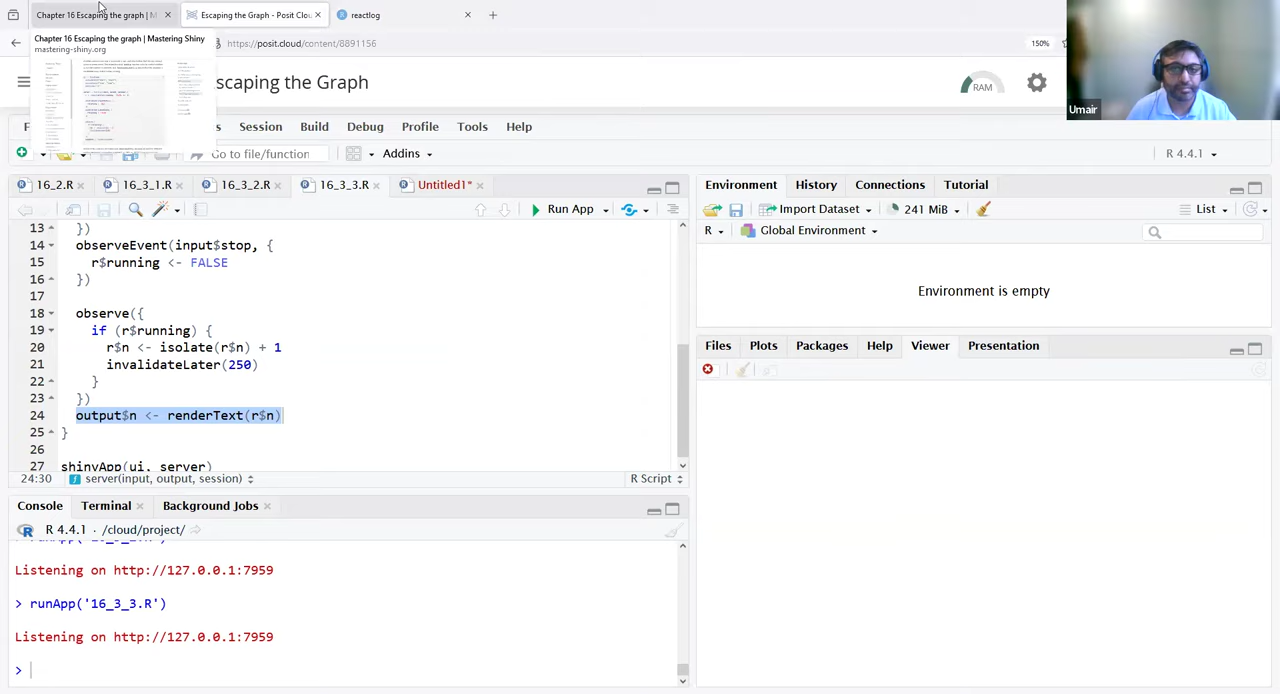 Chapter 16 Escaping the graph | M
Escaping the Graph - Posit Clou
reactlog
Chapter 16 Escaping the graph | Mastering Shiny
mastering-shiny.org
https://posit.cloud/content/8891156
150%
caping the Graph
RAM
Umair
Build
Debug
Profile
Tools
Help
Go to file/function
Addins
R 4.4.1
16_2.R
16_3_1.R
16_3_2.R
16_3_3.R
Untitled1*
Run App
13 })
14 observeEvent(input$stop, {
15 r$running <- FALSE
16 })
17
18 observe({
19 if (r$running) {
20 r$n <- isolate(r$n) + 1
21 invalidateLater(250)
22 }
23 })
24 output$n <- renderText(r$n)
25 }
26
27 shinyApp(ui, server)
24:30 server(input, output, session) R Script
Console Terminal Background Jobs
R 4.4.1 · /cloud/project/
Listening on http://127.0.0.1:7959
> runApp('16_3_3.R')
Listening on http://127.0.0.1:7959
>
Environment History Connections Tutorial
Import Dataset 241 MiB List
R Global Environment
Environment is empty
Files Plots Packages Help Viewer Presentation